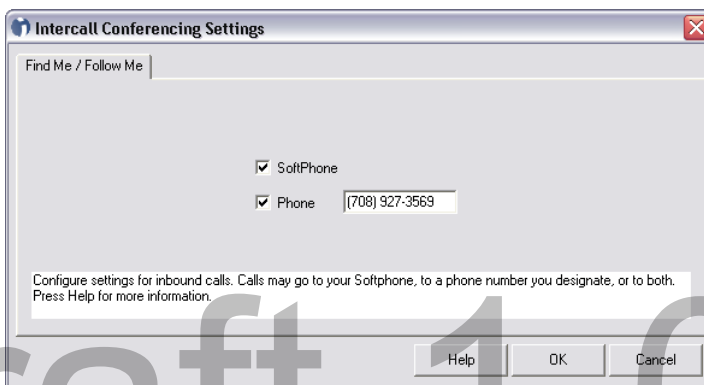 Intercall Conferencing Settings
Find Me / Follow Me
SoftPhone
Phone (708) 927-3569
Configure settings for inbound calls. Calls may go to your Softphone, to a phone number you designate, or to both.
Press Help for more information.
Help OK Cancel